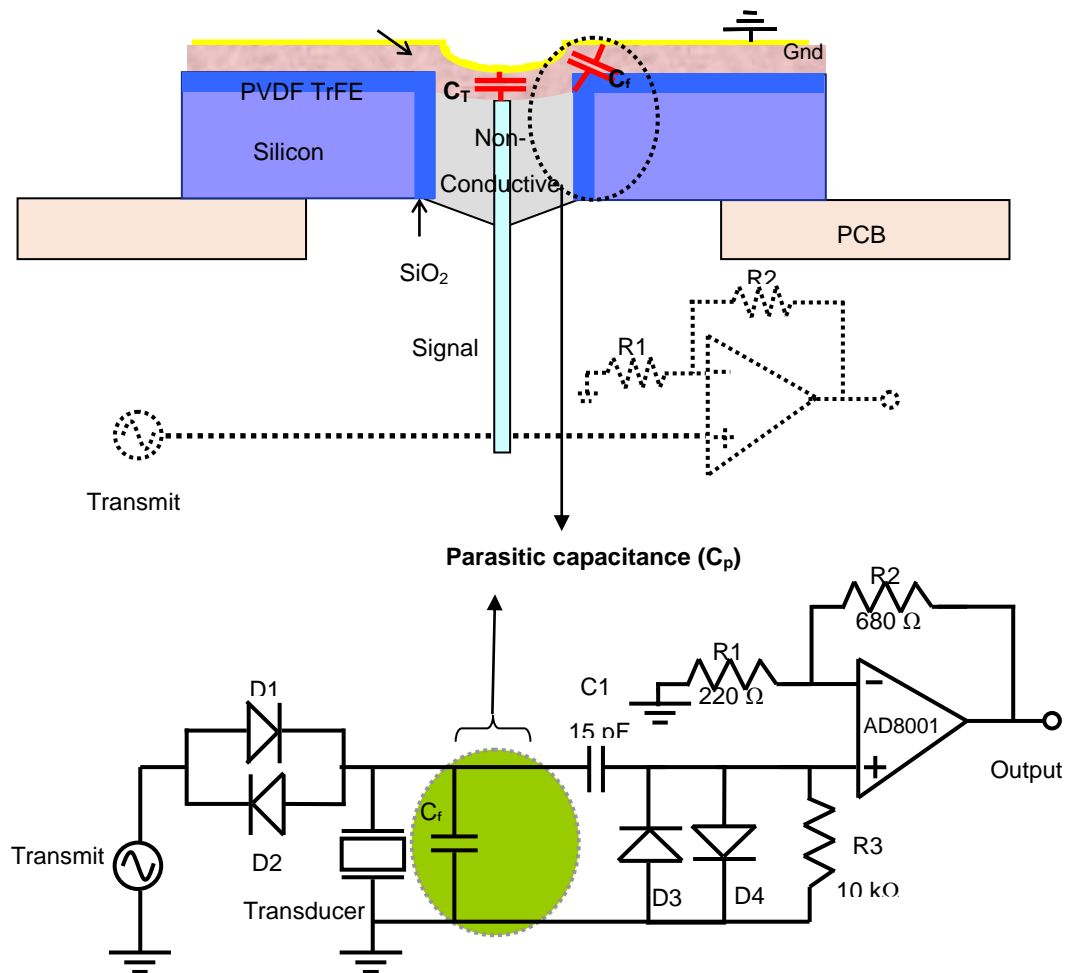 Gnd
C_f
C_T
PVDF TrFE
Non-
Silicon
Conductive
PCB
SiO₂
R2
Signal
R1
−
+
Transmit
Parasitic capacitance (C_p)
R2
680 Ω
R1
220 Ω
C1
15 pF
D1
−
AD8001
+
Output
C_f
D2
Transmit
Transducer
D3
D4
R3
10 kΩ